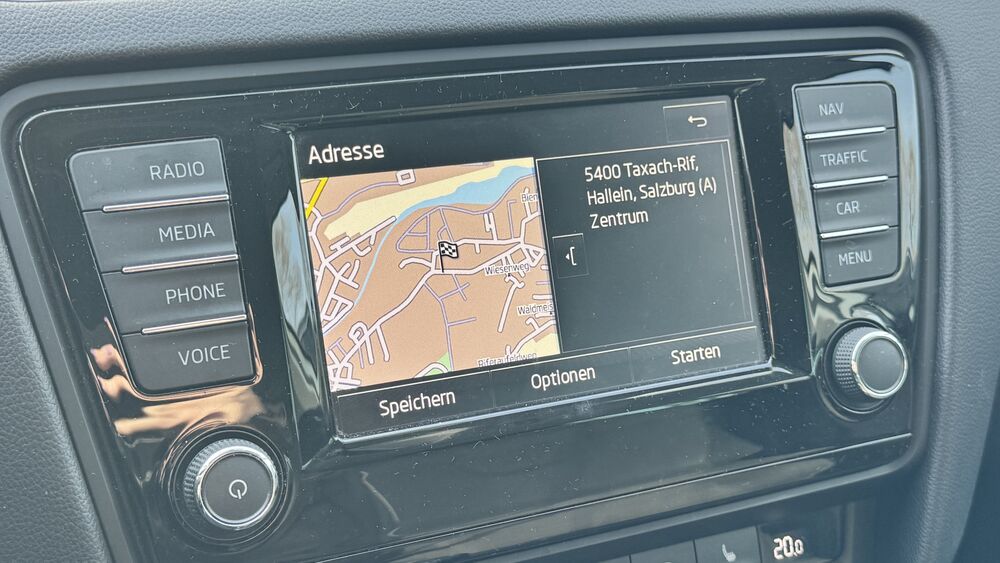 Adresse
5400 Taxach-Rif,
Hallein, Salzburg (A)
Zentrum
Wiesenweg
Speichern
Optionen
Starten
RADIO
MEDIA
PHONE
VOICE
NAV
TRAFFIC
CAR
MENU
20.0